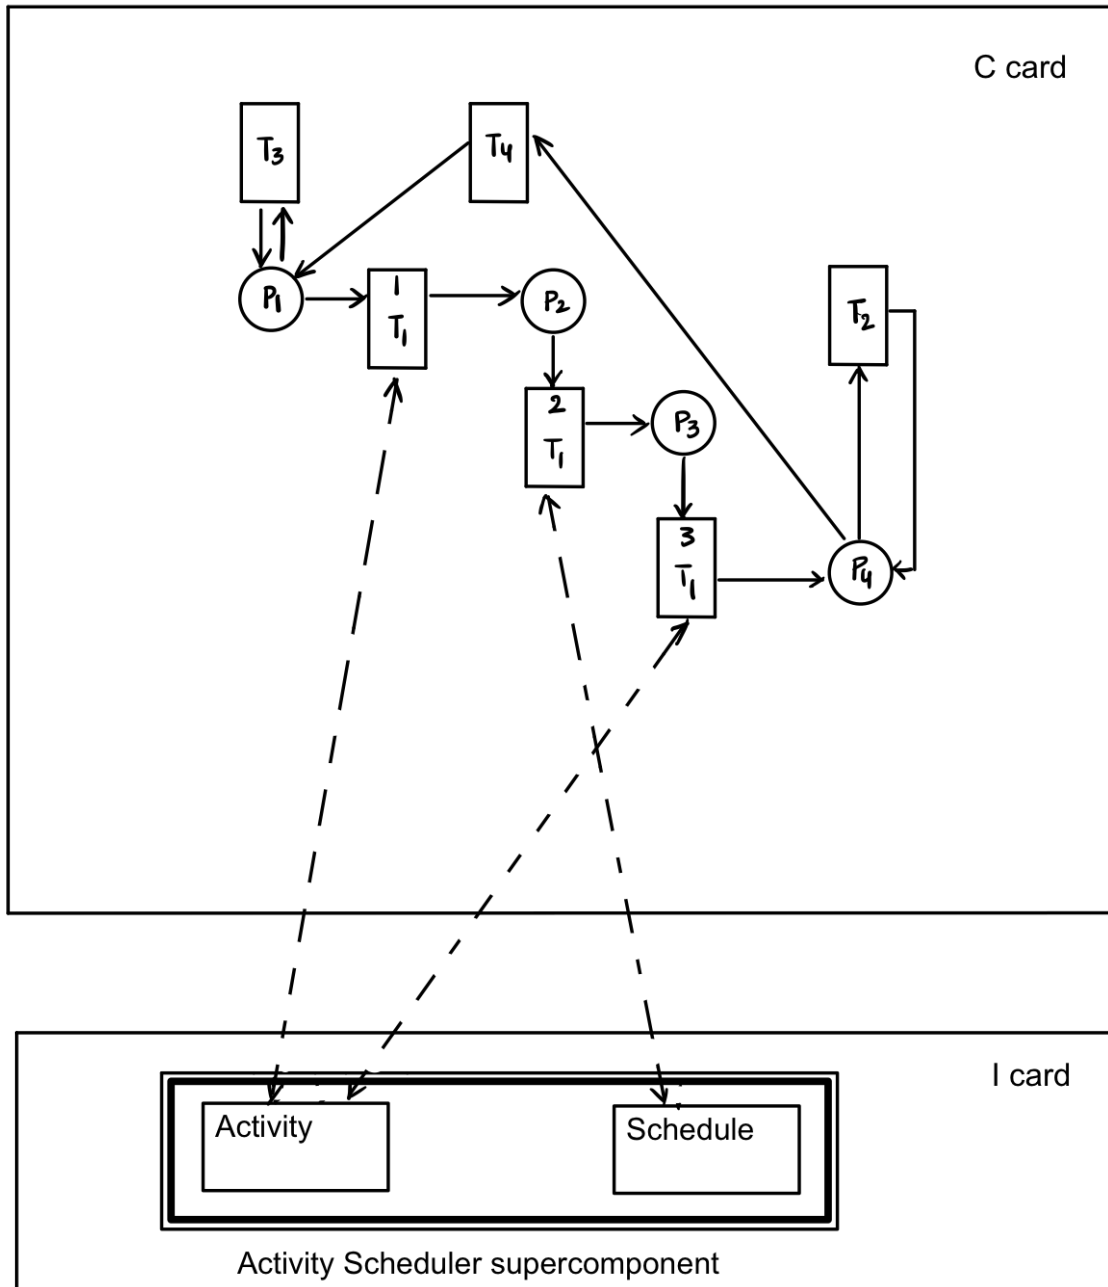 C card
T3
T4
P1
1
T1
P2
T2
2
T1
P3
3
T1
P4
I card
Activity
Schedule
Activity Scheduler supercomponent